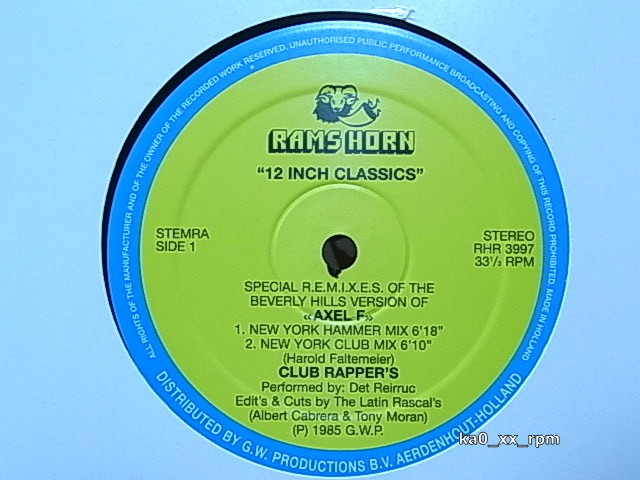 ALL RIGHTS OF THE MANUFACTURER AND OF THE OWNER OF THE RECORDED WORK RESERVED. UNAUTHORISED PUBLIC PERFORMANCE BROADCASTING AND COPYING OF THIS RECORD PROHIBITED. MADE IN HOLLAND
RAMS HORN
"12 INCH CLASSICS"
STEMRA
SIDE 1
STEREO
RHR 3997
33⅓ RPM
SPECIAL R.E.M.I.X.E.S. OF THE
BEVERLY HILLS VERSION OF
«AXEL F»
1. NEW YORK HAMMER MIX 6'18"
2. NEW YORK CLUB MIX 6'10"
(Harold Faltemeier)
CLUB RAPPER'S
Performed by: Det Reirruc
Edit's & Cuts by The Latin Rascal's
(Albert Cabrera & Tony Moran)
(P) 1985 G.W.P.
DISTRIBUTED BY G.W. PRODUCTIONS B.V. AERDENHOUT-HOLLAND
ka0_xx_rpm